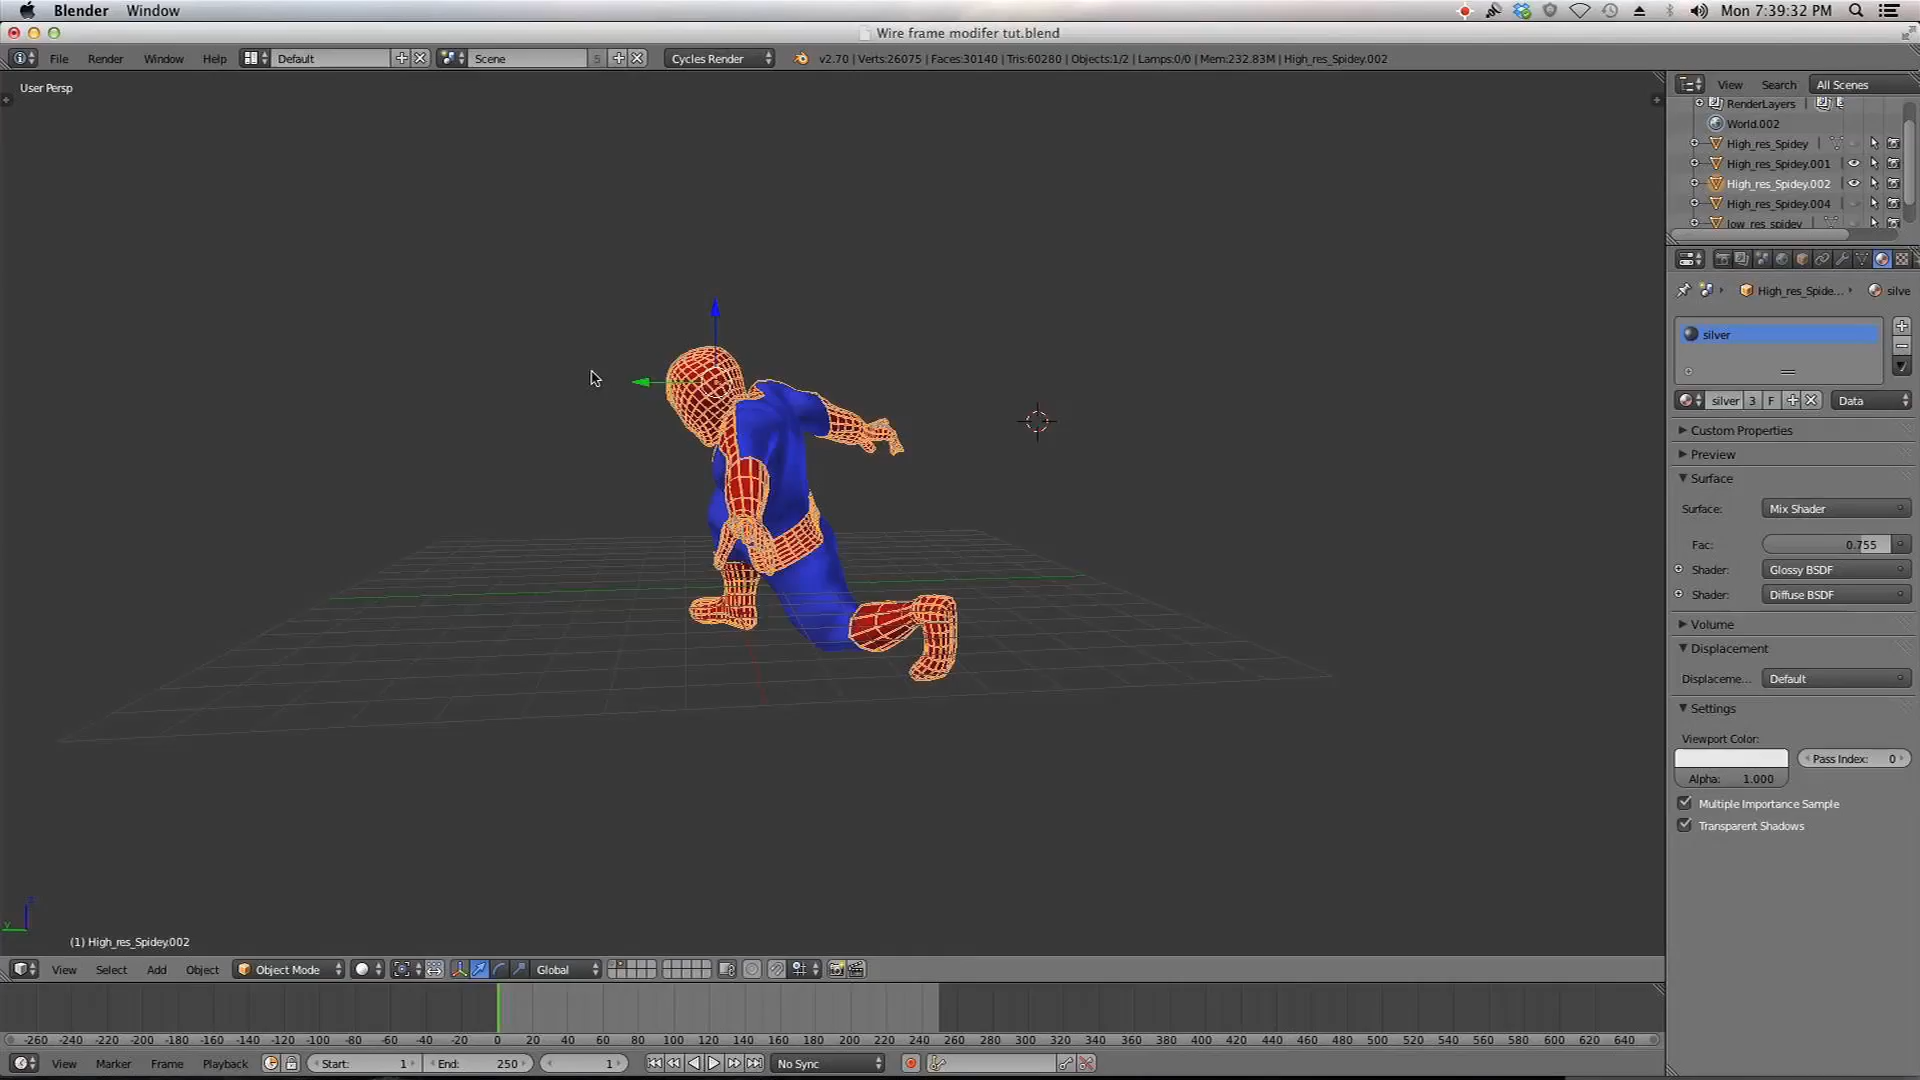 Blender Window Mon 7:39:32 PM
Wire frame modifer tut.blend
File Render Window Help Default Scene 5 Cycles Render v2.70 | Verts:26075 | Faces:30140 | Tris:60280 | Objects:1/2 | Lamps:0/0 | Mem:232.83M | High_res_Spidey.002
User Persp
View Search All Scenes
RenderLayers
World.002
High_res_Spidey
High_res_Spidey.001
High_res_Spidey.002
High_res_Spidey.004
low_res_spidey
High_res_Spide... silve
silver
silver 3 F Data
Custom Properties
Preview
Surface
Surface: Mix Shader
Fac: 0.755
Shader: Glossy BSDF
Shader: Diffuse BSDF
Volume
Displacement
Displaceme... Default
Settings
Viewport Color:
Pass Index: 0
Alpha: 1.000
Multiple Importance Sample
Transparent Shadows
(1) High_res_Spidey.002
View Select Add Object Object Mode Global
-260 -240 -220 -200 -180 -160 -140 -120 -100 -80 -60 -40 -20 0 20 40 60 80 100 120 140 160 180 200 220 240 260 280 300 320 340 360 380 400 420 440 460 480 500 520 540 560 580 600 620 640
View Marker Frame Playback Start: 1 End: 250 1 No Sync